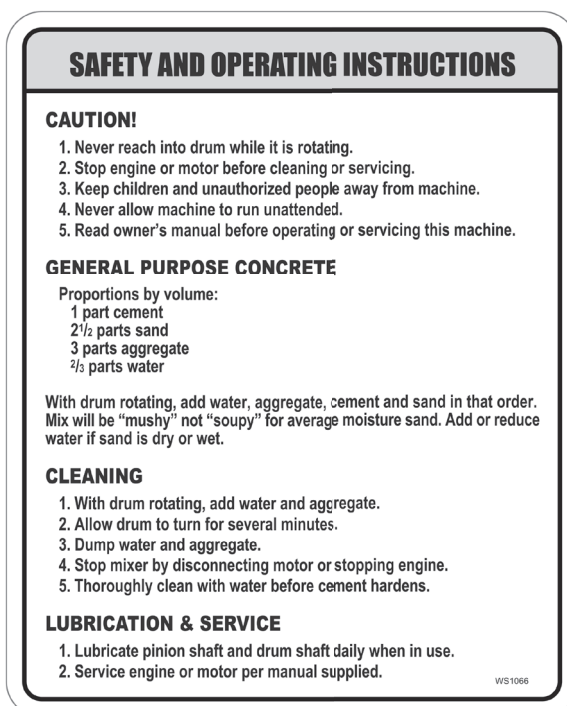 SAFETY AND OPERATING INSTRUCTIONS
CAUTION!
1. Never reach into drum while it is rotating.
2. Stop engine or motor before cleaning or servicing.
3. Keep children and unauthorized people away from machine.
4. Never allow machine to run unattended.
5. Read owner's manual before operating or servicing this machine.
GENERAL PURPOSE CONCRETE
Proportions by volume:
1 part cement
2½ parts sand
3 parts aggregate
⅔ parts water
With drum rotating, add water, aggregate, cement and sand in that order.
Mix will be “mushy” not “soupy” for average moisture sand. Add or reduce
water if sand is dry or wet.
CLEANING
1. With drum rotating, add water and aggregate.
2. Allow drum to turn for several minutes.
3. Dump water and aggregate.
4. Stop mixer by disconnecting motor or stopping engine.
5. Thoroughly clean with water before cement hardens.
LUBRICATION & SERVICE
1. Lubricate pinion shaft and drum shaft daily when in use.
2. Service engine or motor per manual supplied.
WS1066